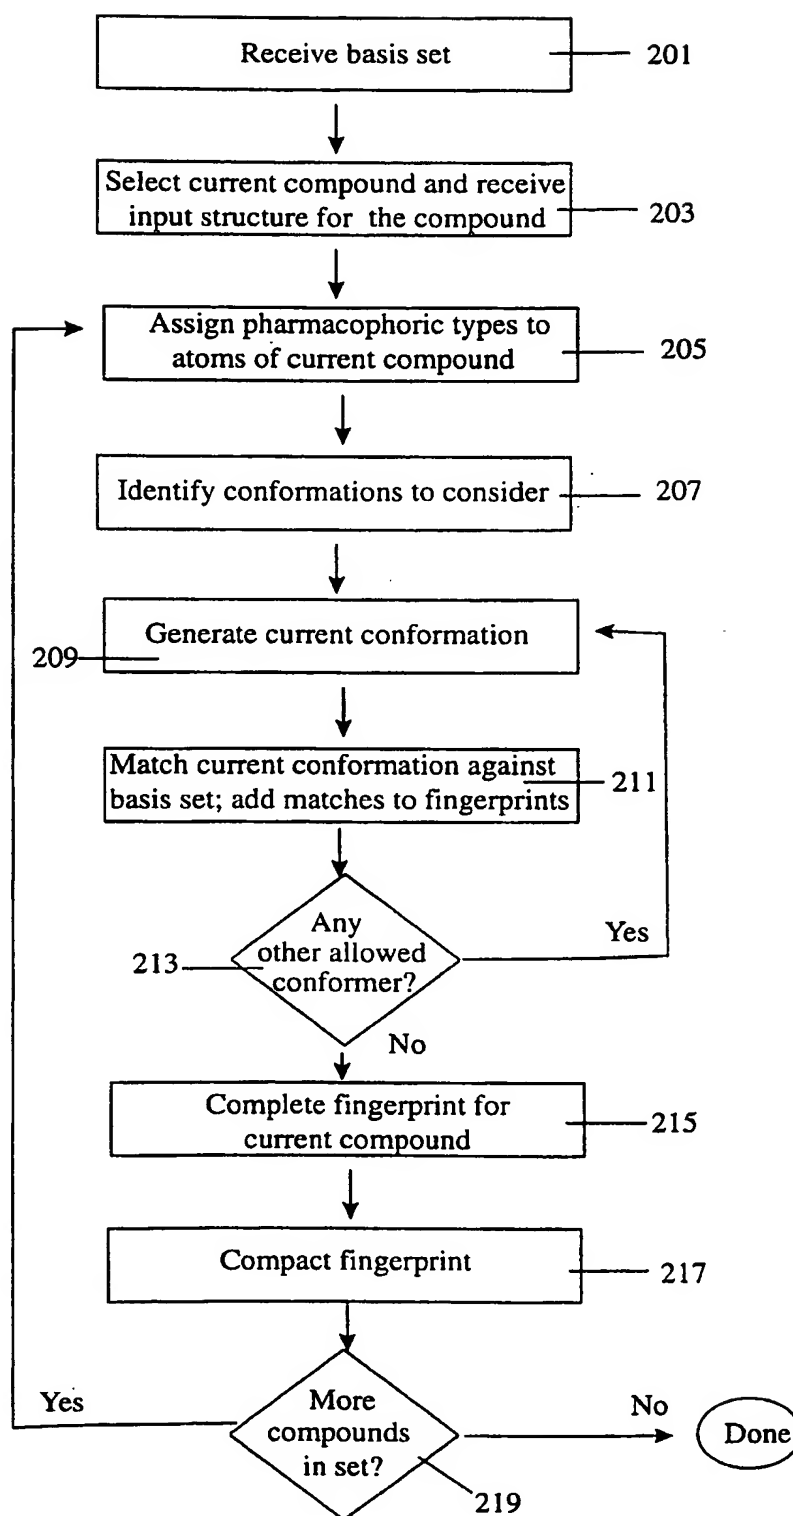 Receive basis set
201
Select current compound and receive
input structure for the compound
203
Assign pharmacophoric types to
atoms of current compound
205
Identify conformations to consider
207
Generate current conformation
209
Match current conformation against
basis set; add matches to fingerprints
211
Any
other allowed
conformer?
213
Yes
No
Complete fingerprint for
current compound
215
Compact fingerprint
217
Yes
More
compounds
in set?
219
No
Done